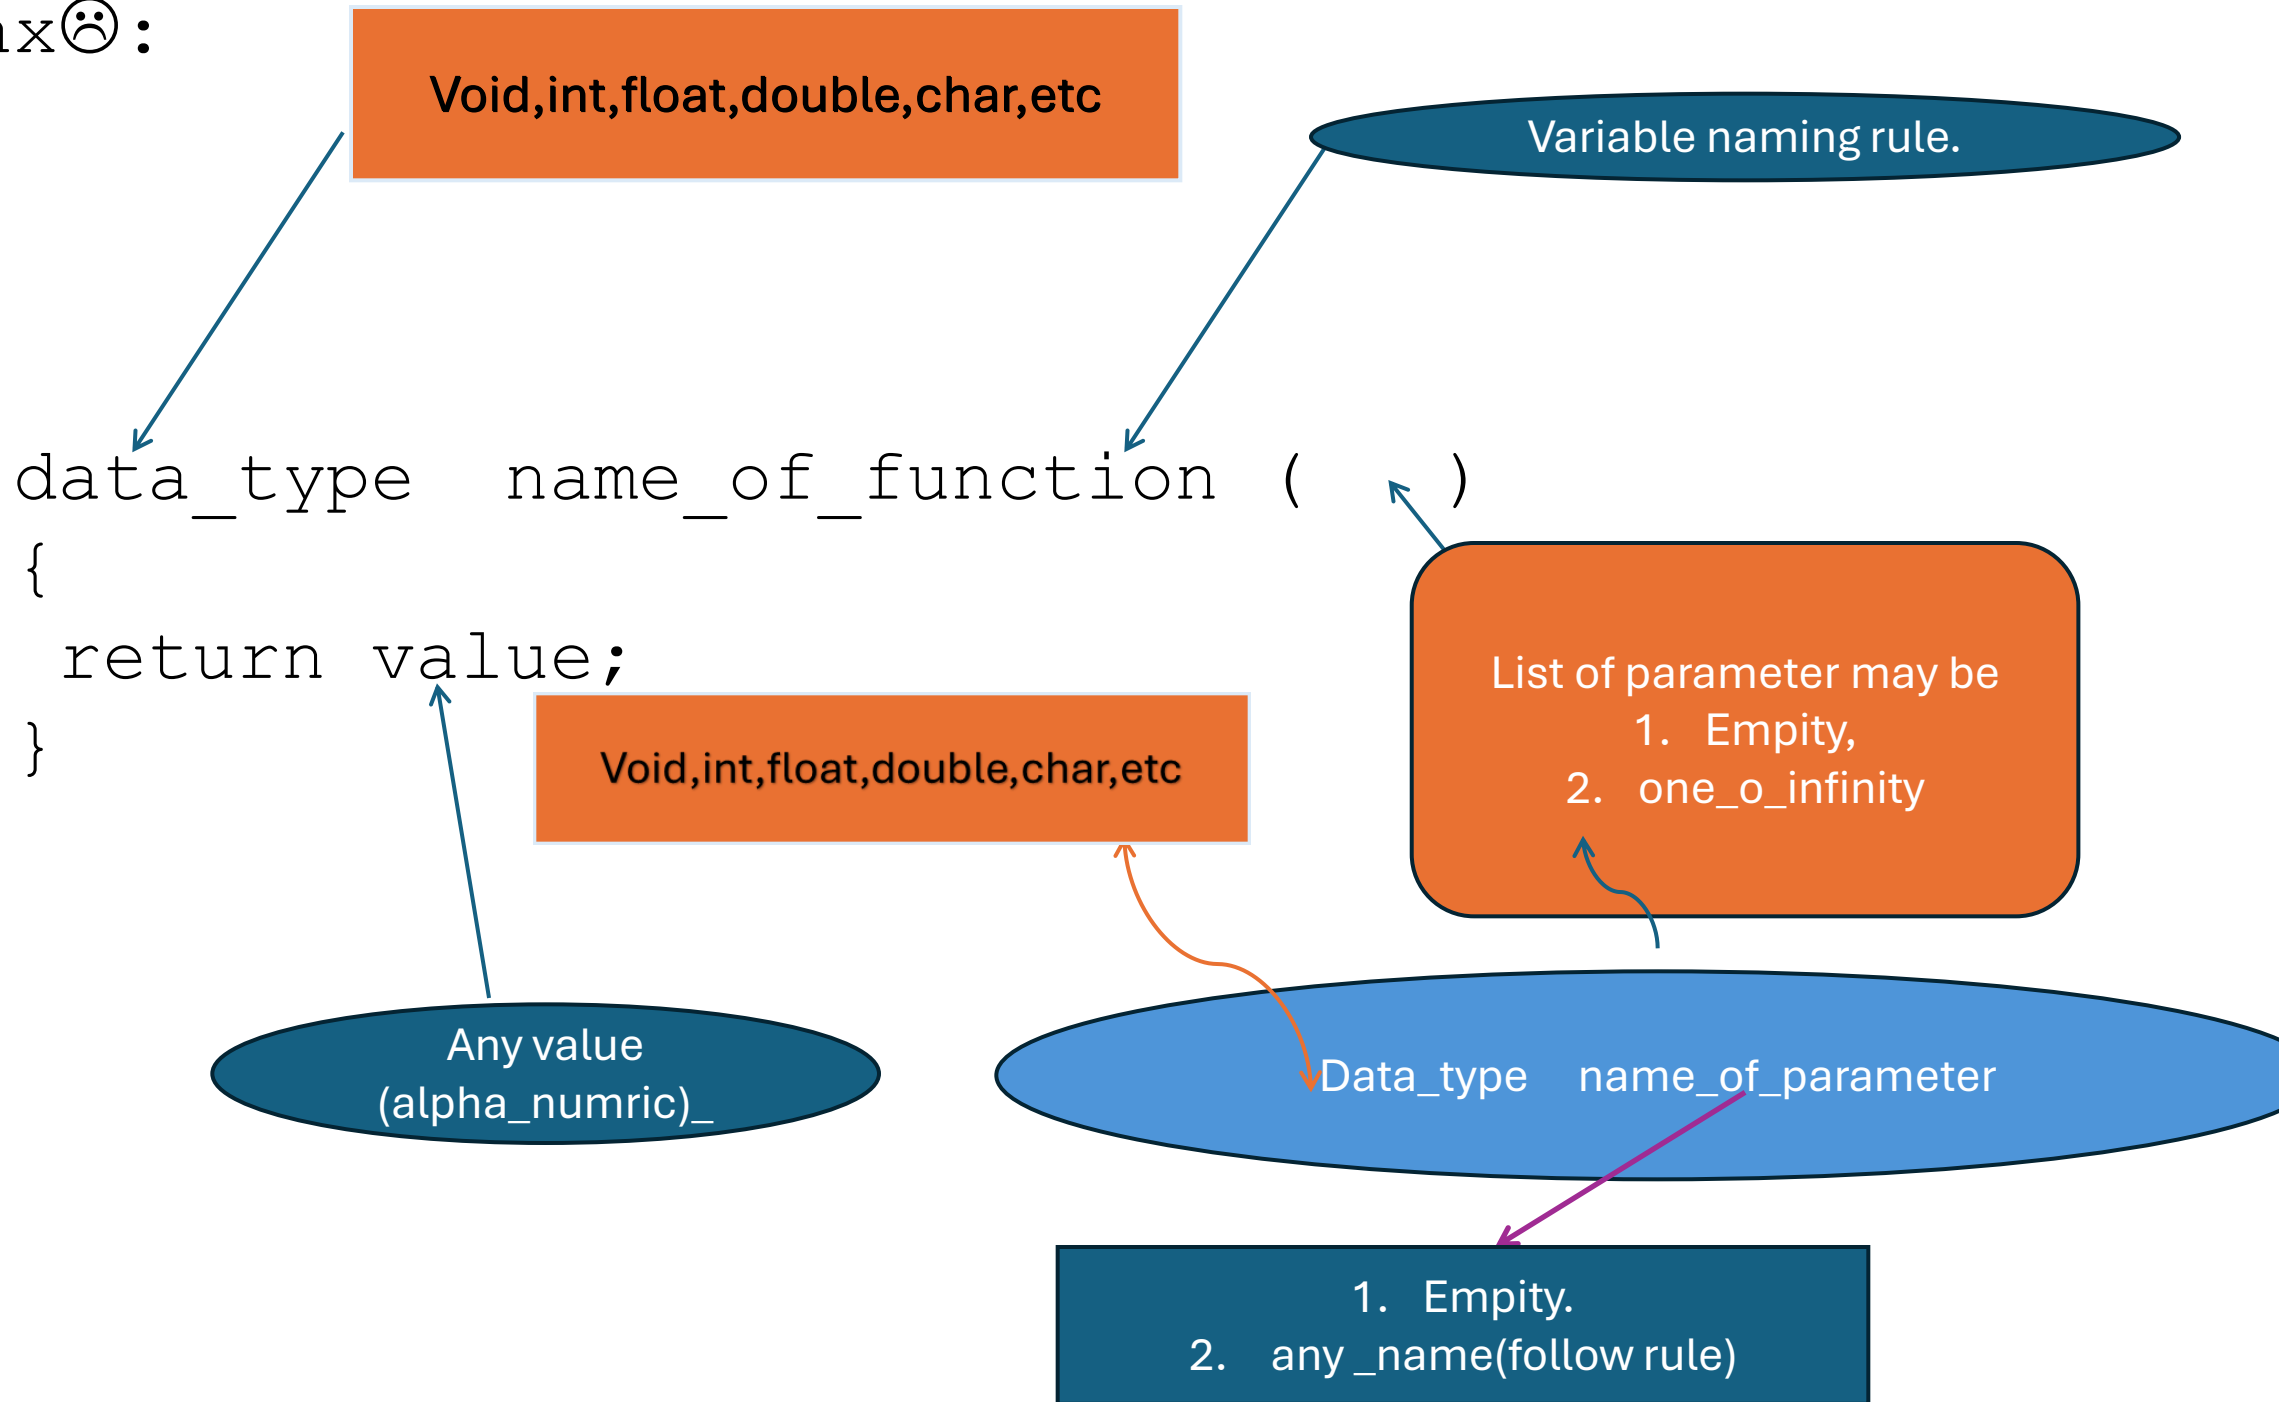 ax☹:
Void,int,float,double,char,etc
Variable naming rule.
data_type name_of_function ( )
{
return value;
}
Void,int,float,double,char,etc
List of parameter may be
1. Empity,
2. one_o_infinity
Any value
(alpha_numric)_
Data_type name_of_parameter
1. Empity.
2. any _name(follow rule)